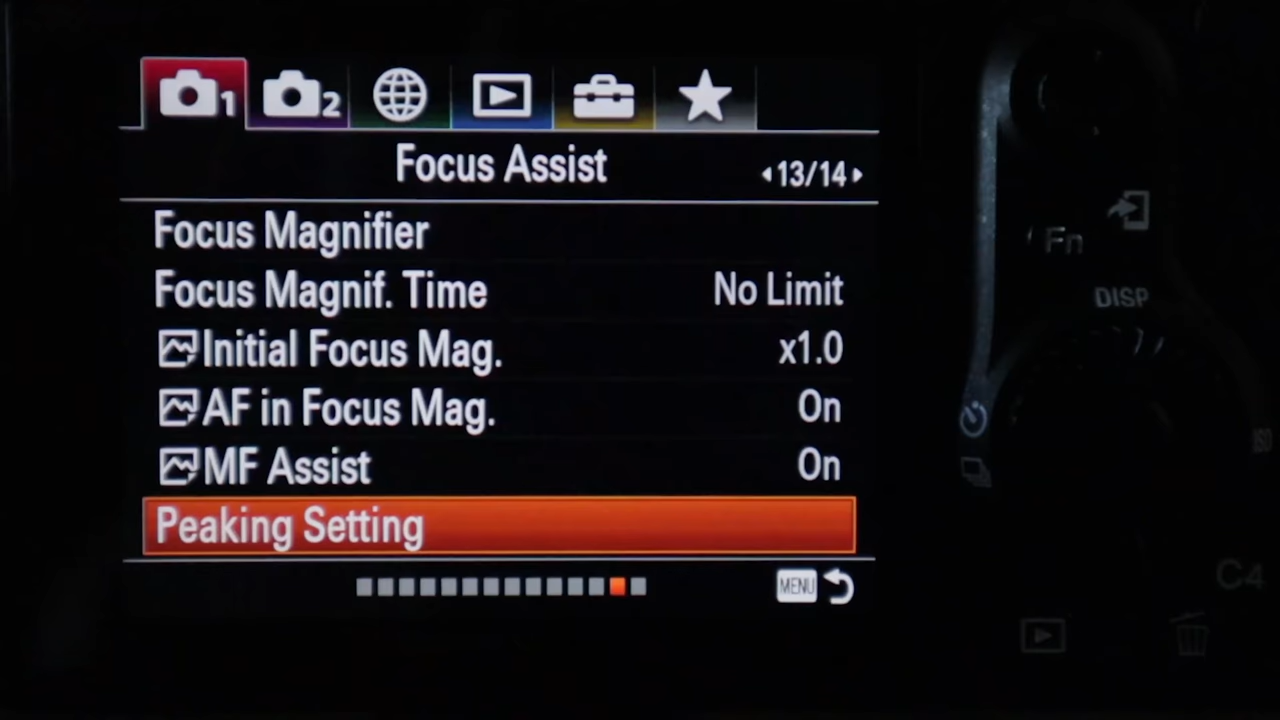 1 2
Focus Assist 13/14
Focus Magnifier
Focus Magnif. Time No Limit
Initial Focus Mag. x1.0
AF in Focus Mag. On
MF Assist On
Peaking Setting
MENU
Fn
DISP
ISO
C4